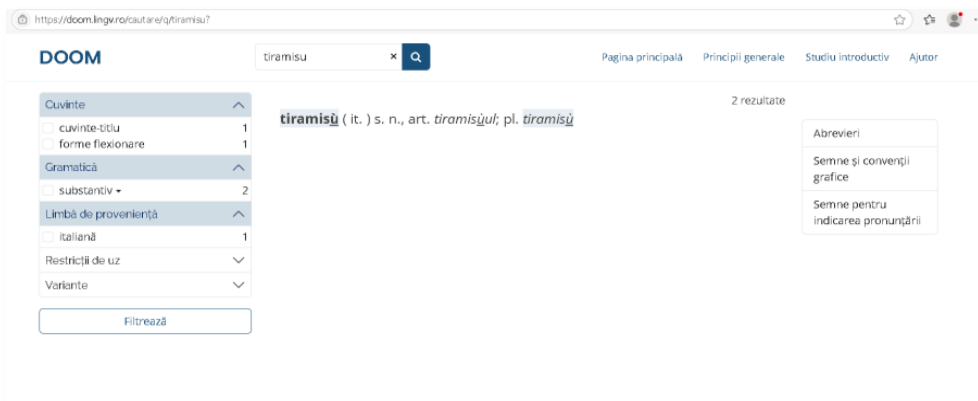 https://doom.lingv.ro/cautare/q/tiramisu?
DOOM
tiramisu ×
Pagina principală Principii generale Studiu introductiv Ajutor
Cuvinte
cuvinte-titlu 1
forme flexionare 1
Gramatică
substantiv 2
Limbă de proveniență
italiană 1
Restricții de uz
Variante
Filtrează
2 rezultate
tiramisù ( it. ) s. n., art. tiramisùul; pl. tiramisù
Abrevieri
Semne și convenții
grafice
Semne pentru
indicarea pronunțării